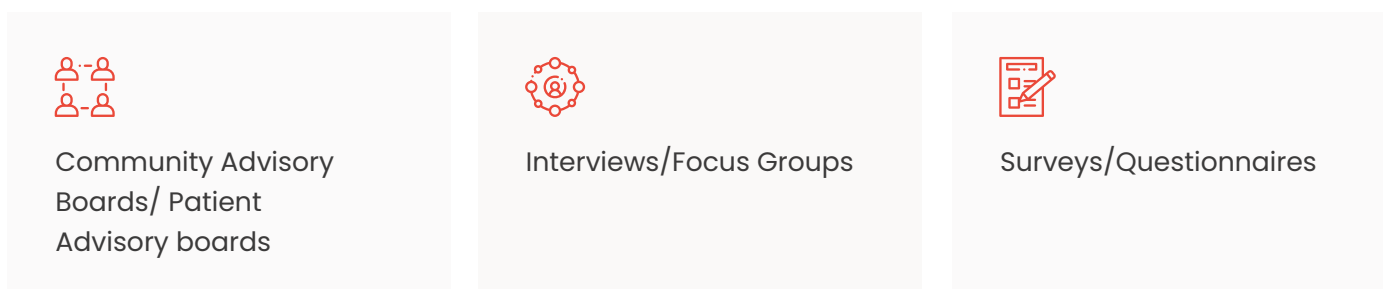 Community Advisory
Boards/ Patient
Advisory boards
Interviews/Focus Groups
Surveys/Questionnaires